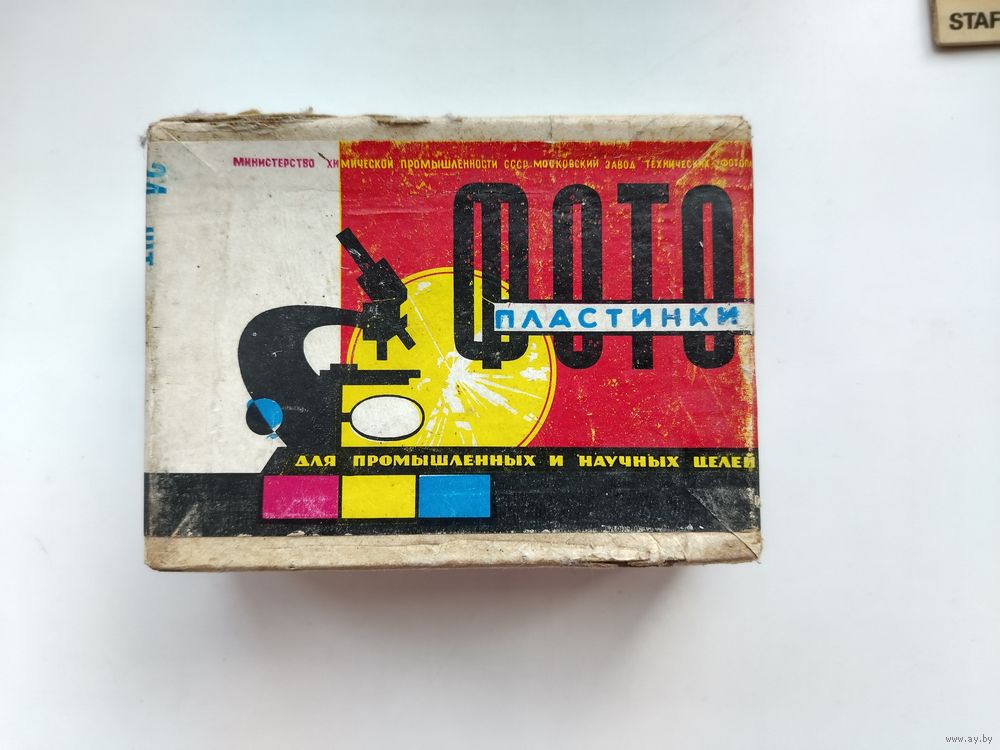 STAF
МИНИСТЕРСТВО ХИМИЧЕСКОЙ ПРОМЫШЛЕННОСТИ СССР МОСКОВСКИЙ ЗАВОД ТЕХНИЧЕСКИХ
ФОТО
ПЛАСТИНКИ
ДЛЯ ПРОМЫШЛЕННЫХ И НАУЧНЫХ ЦЕЛЕЙ
www.ay.by